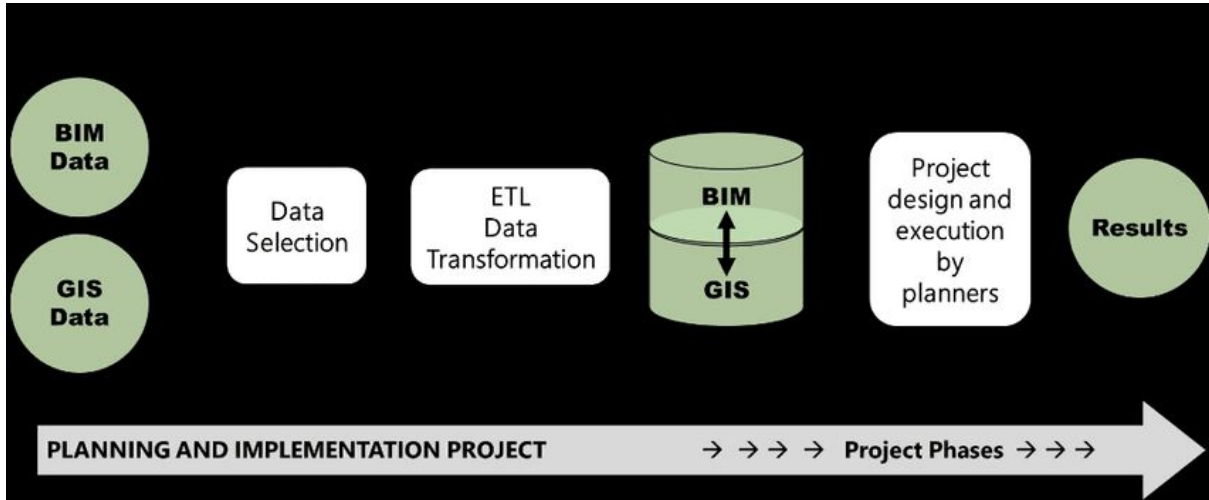 BIM
Data
GIS
Data
Data
Selection
ETL
Data
Transformation
BIM
GIS
Project
design and
execution
by
planners
Results
PLANNING AND IMPLEMENTATION PROJECT → → → → Project Phases → → →